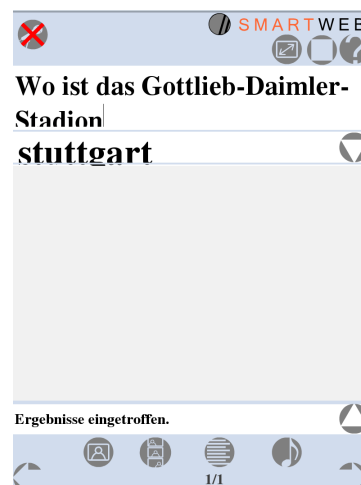 SMARTWEB
Wo ist das Gottlieb-Daimler-
Stadion
stuttgart
Ergebnisse eingetroffen.
1/1